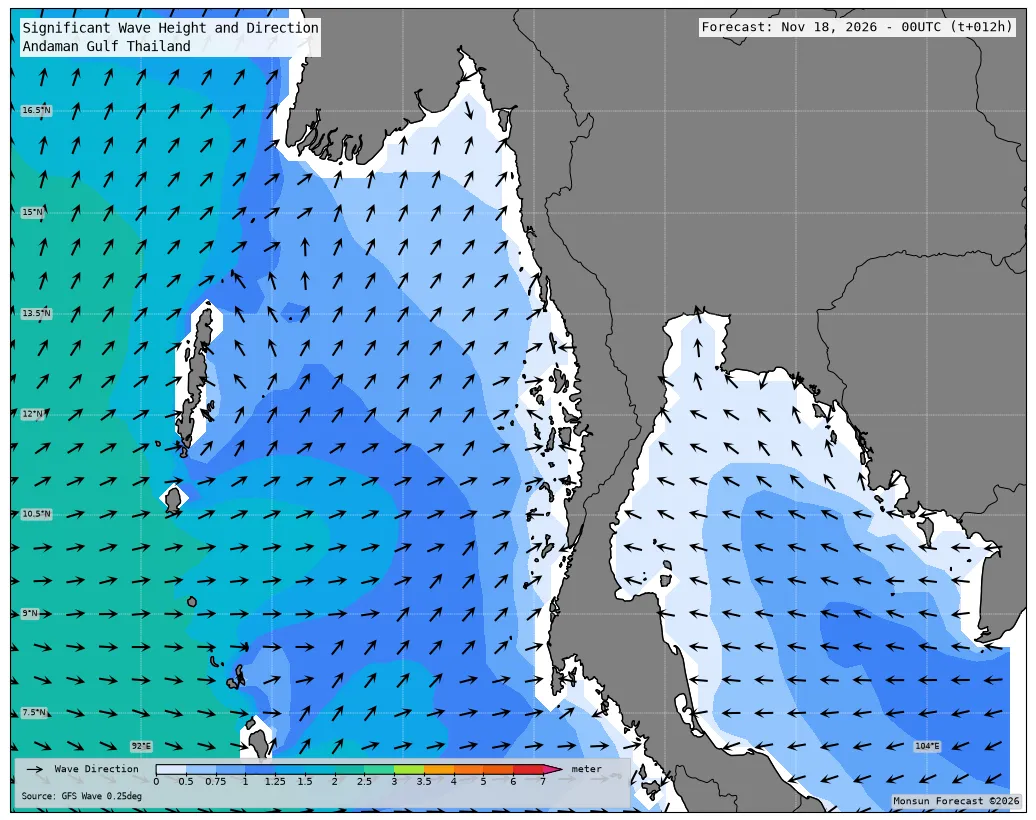 Significant Wave Height and Direction
Andaman Gulf Thailand
Forecast: Nov 18, 2026 - 00UTC (t+012h)
16.5°N
15°N
13.5°N
12°N
10.5°N
9°N
7.5°N
92°E
104°E
Wave Direction
0 0.5 0.75 1 1.25 1.5 2 2.5 3 3.5 4 5 6 7
meter
Source: GFS Wave 0.25deg
Monsun Forecast ©2026